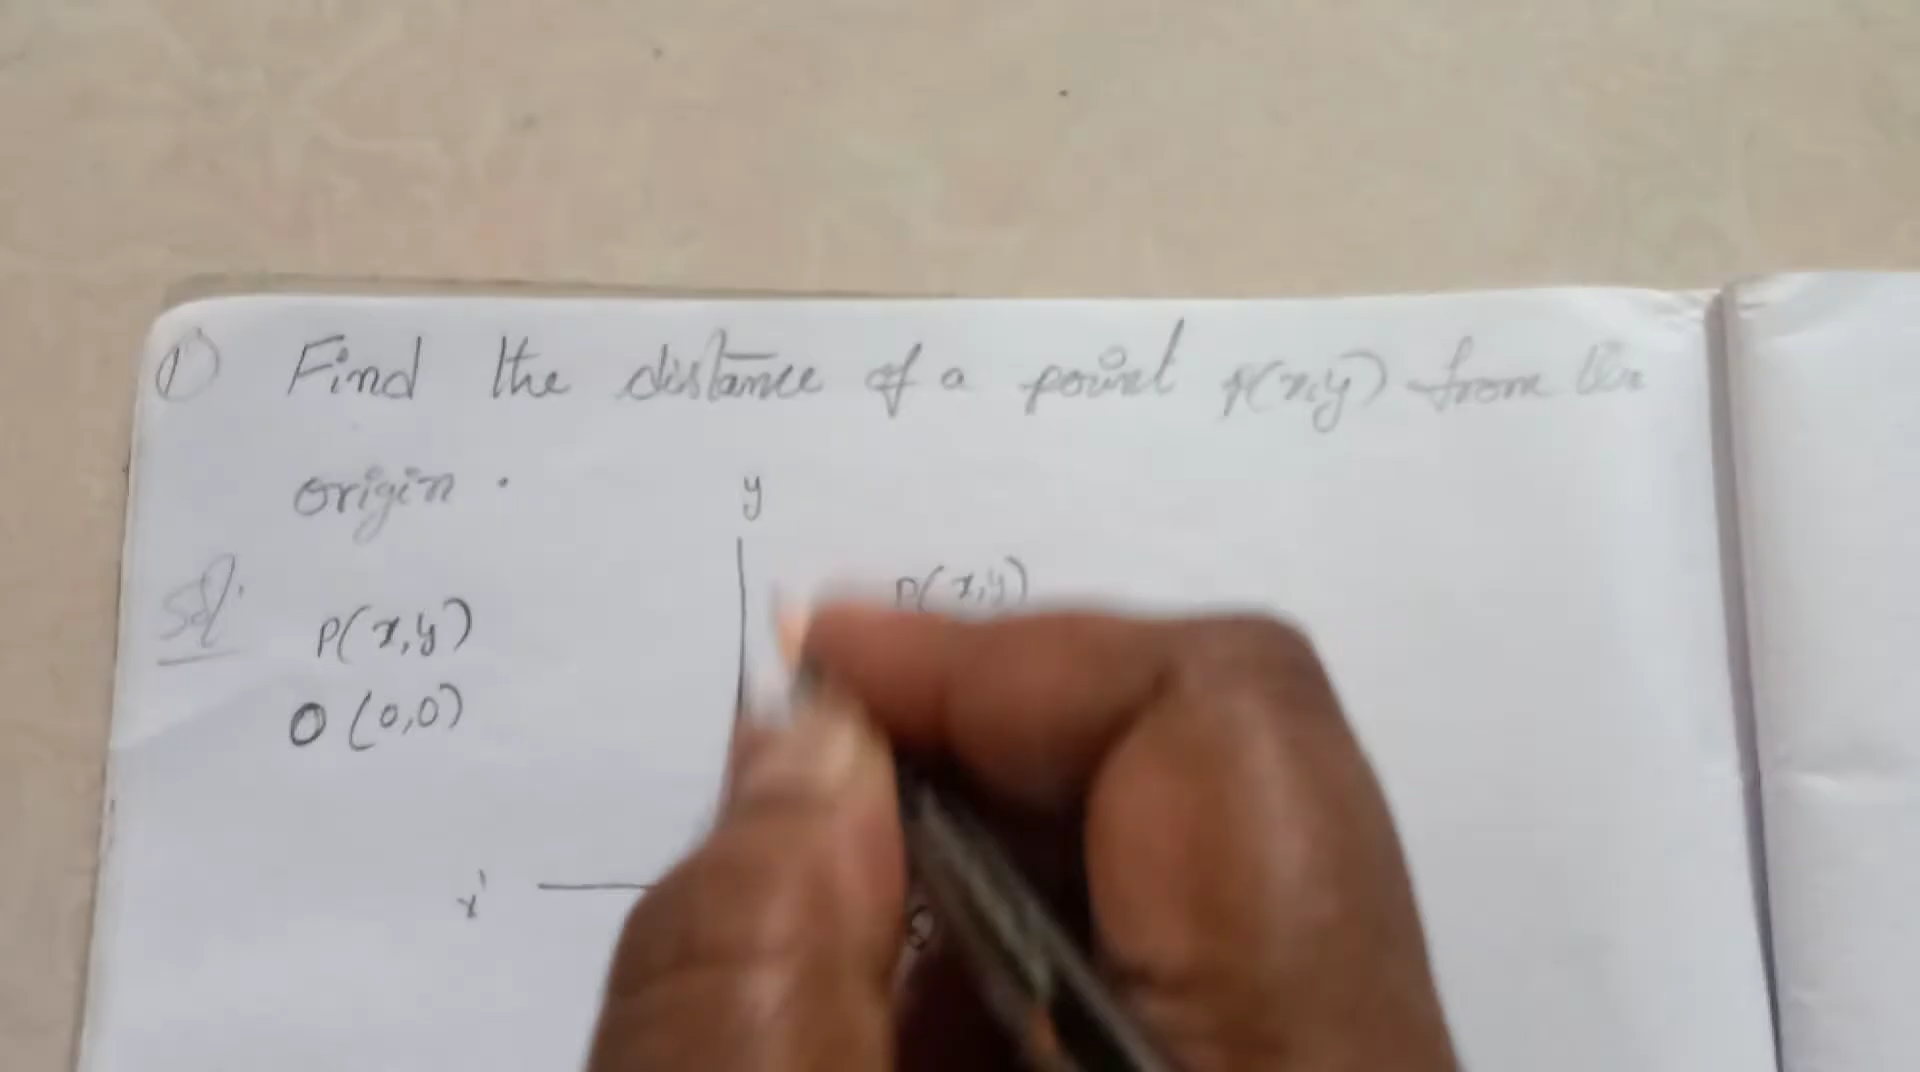 1) Find the distance of a point P(x,y) from the
origin.
y
Sol.
P(x,y)
P(x,y)
O (0,0)
x'